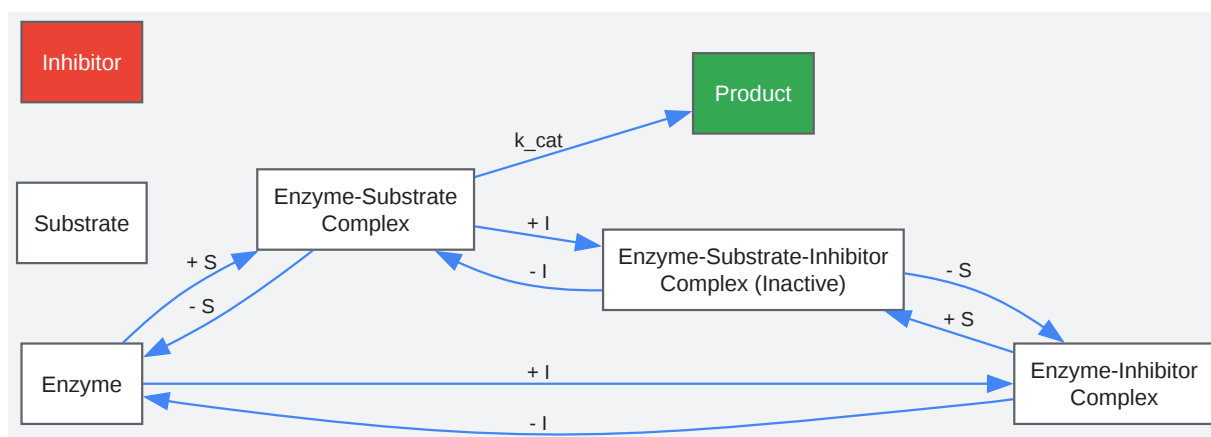 Inhibitor
Product
k_cat
Enzyme-Substrate
Complex
Substrate
+ I
Enzyme-Substrate-Inhibitor
Complex (Inactive)
+ S
- I
- S
- S
+ S
Enzyme
+ I
Enzyme-Inhibitor
Complex
- I